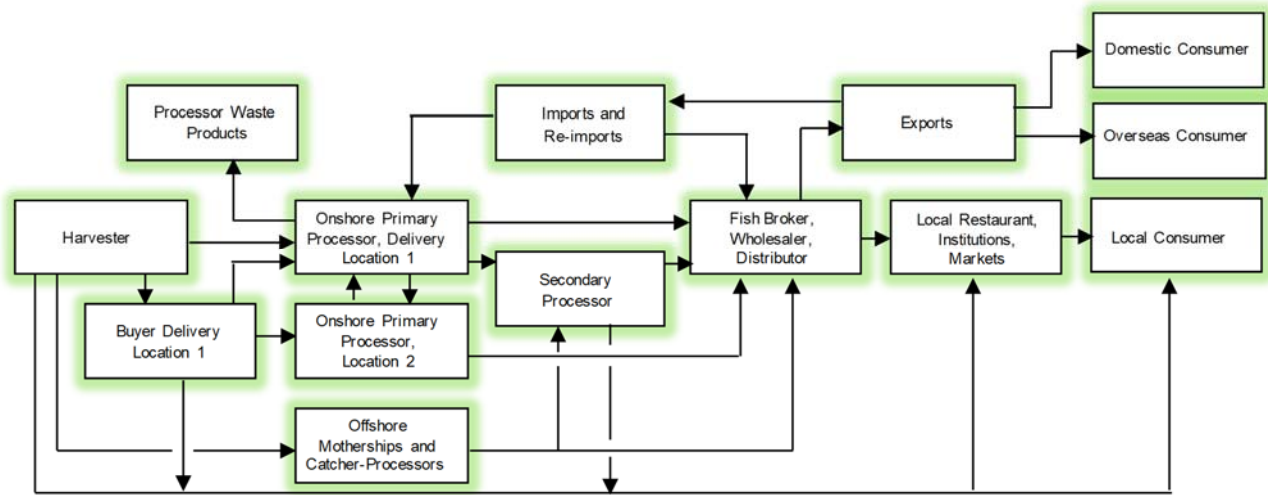 Domestic Consumer
Processor Waste
Products
Imports and
Re-imports
Exports
Overseas Consumer
Harvester
Onshore Primary
Processor, Delivery
Location 1
Fish Broker,
Wholesaler,
Distributor
Local Restaurant,
Institutions,
Markets
Local Consumer
Secondary
Processor
Buyer Delivery
Location 1
Onshore Primary
Processor,
Location 2
Offshore
Motherships and
Catcher-Processors